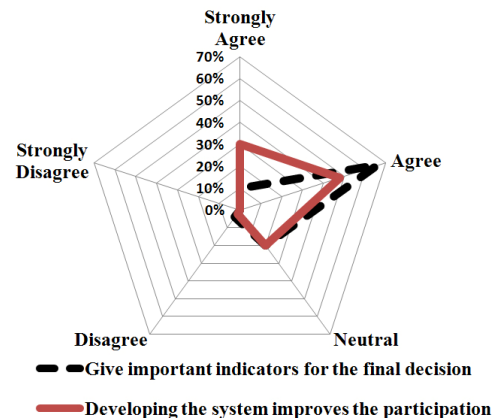 Strongly
Agree
70%
60%
50%
40%
30%
20%
10%
0%
Agree
Neutral
Disagree
Strongly
Disagree
Give important indicators for the final decision
Developing the system improves the participation